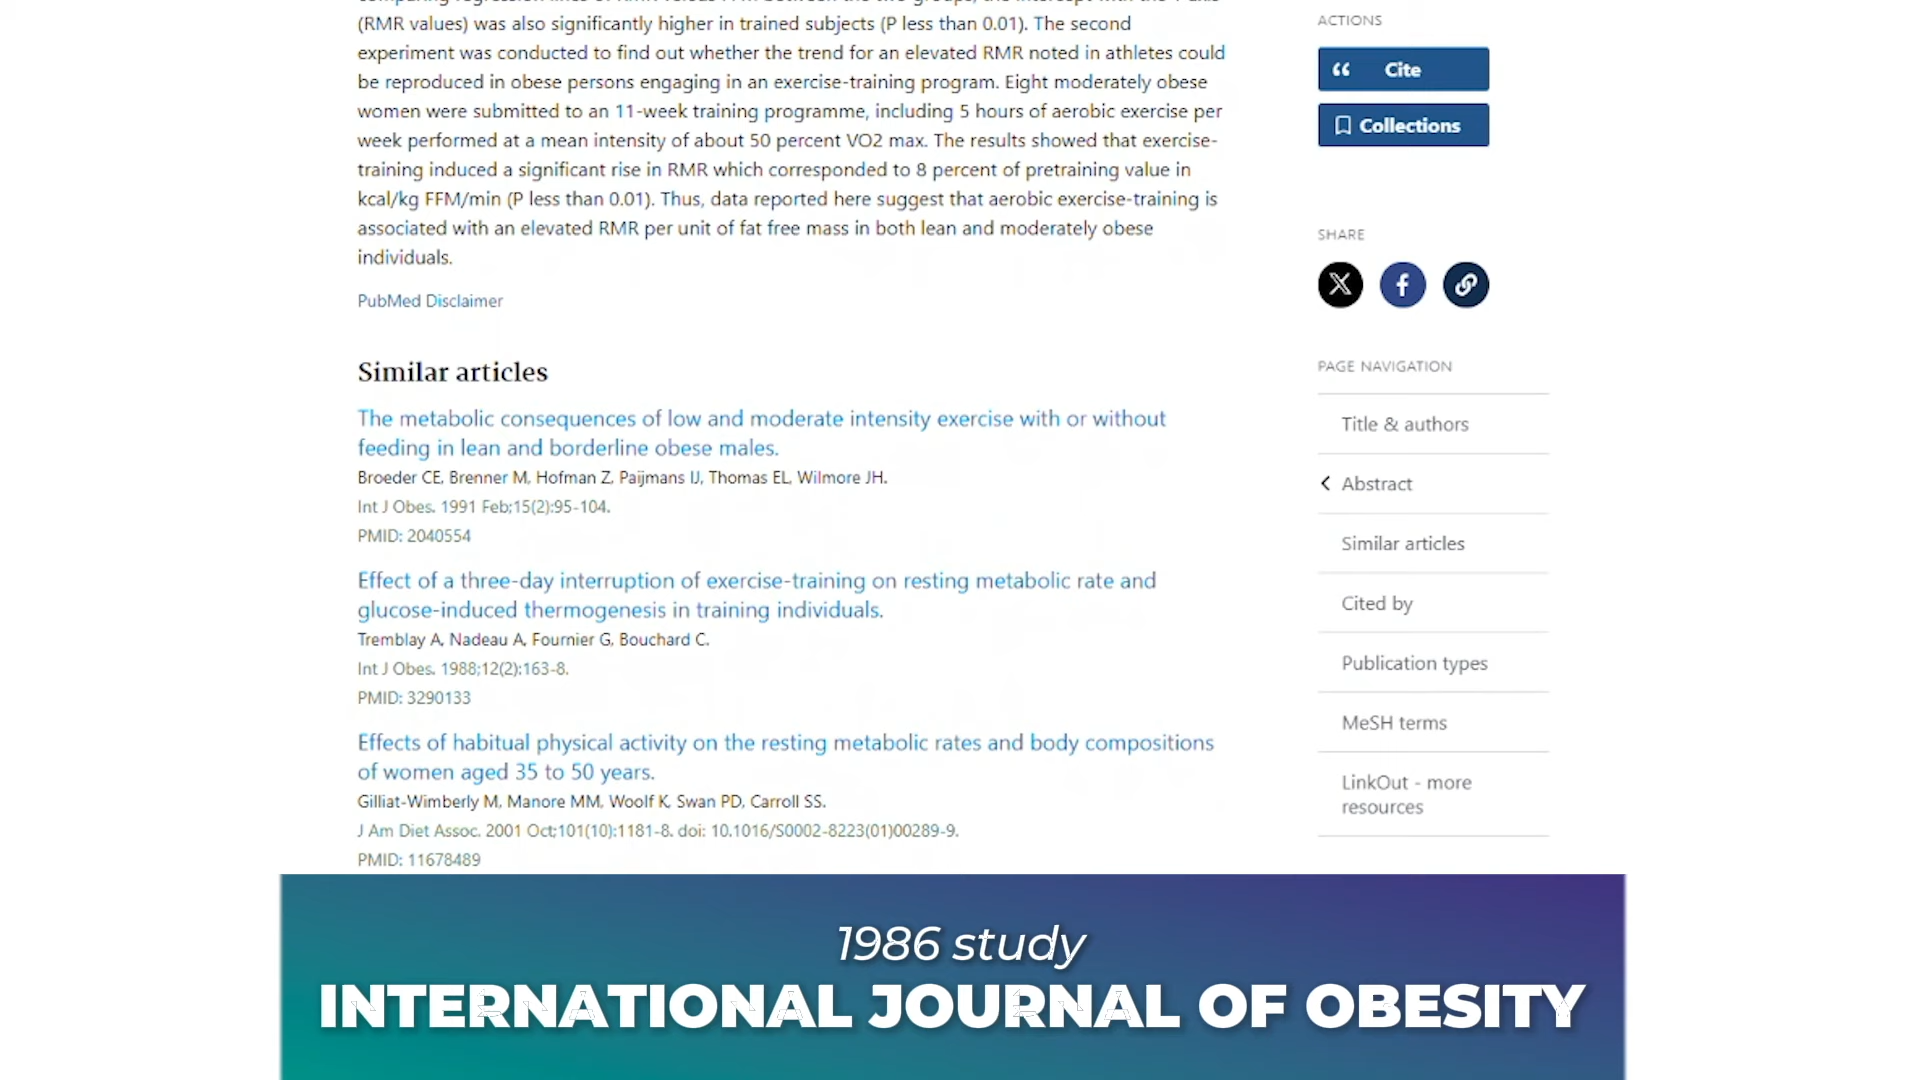 (RMR values) was also significantly higher in trained subjects (P less than 0.01). The second
experiment was conducted to find out whether the trend for an elevated RMR noted in athletes could
be reproduced in obese persons engaging in an exercise-training program. Eight moderately obese
women were submitted to an 11-week training programme, including 5 hours of aerobic exercise per
week performed at a mean intensity of about 50 percent VO2 max. The results showed that exercise-
training induced a significant rise in RMR which corresponded to 8 percent of pretraining value in
kcal/kg FFM/min (P less than 0.01). Thus, data reported here suggest that aerobic exercise-training is
associated with an elevated RMR per unit of fat free mass in both lean and moderately obese
individuals.
PubMed Disclaimer
Similar articles
The metabolic consequences of low and moderate intensity exercise with or without
feeding in lean and borderline obese males.
Broeder CE, Brenner M, Hofman Z, Paijmans IJ, Thomas EL, Wilmore JH.
Int J Obes. 1991 Feb;15(2):95-104.
PMID: 2040554
Effect of a three-day interruption of exercise-training on resting metabolic rate and
glucose-induced thermogenesis in training individuals.
Tremblay A, Nadeau A, Fournier G, Bouchard C.
Int J Obes. 1988;12(2):163-8.
PMID: 3290133
Effects of habitual physical activity on the resting metabolic rates and body compositions
of women aged 35 to 50 years.
Gilliat-Wimberly M, Manore MM, Woolf K, Swan PD, Carroll SS.
J Am Diet Assoc. 2001 Oct;101(10):1181-8. doi: 10.1016/S0002-8223(01)00289-9.
PMID: 11678489
ACTIONS
Cite
Collections
SHARE
PAGE NAVIGATION
Title & authors
Abstract
Similar articles
Cited by
Publication types
MeSH terms
LinkOut - more
resources
1986 study
INTERNATIONAL JOURNAL OF OBESITY